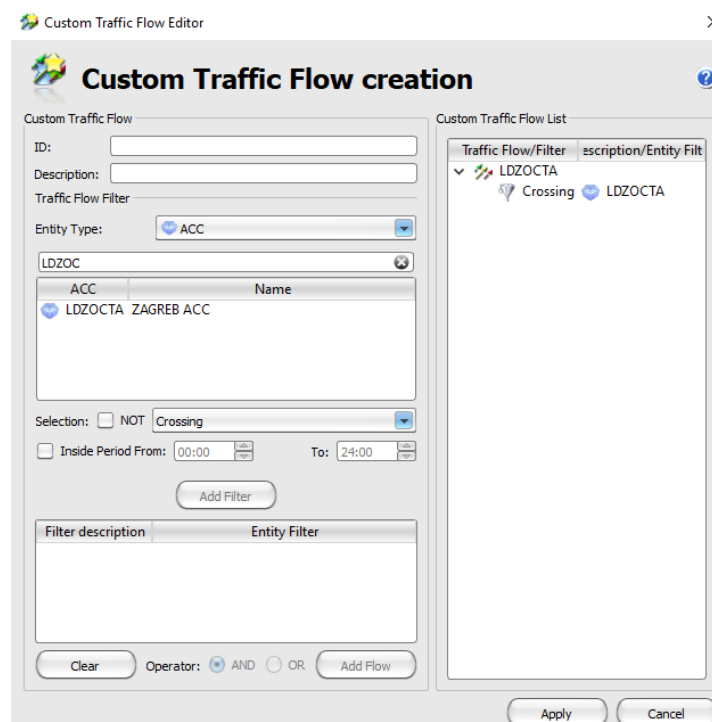 Custom Traffic Flow Editor
Custom Traffic Flow creation
Custom Traffic Flow
ID:
Description:
Traffic Flow Filter
Entity Type: ACC
LDZOC
ACC Name
LDZOCTA ZAGREB ACC
Selection: NOT Crossing
Inside Period From: 00:00 To: 24:00
Add Filter
Filter description Entity Filter
Clear Operator: AND OR Add Flow
Custom Traffic Flow List
Traffic Flow/Filter escription/Entity Filt
LDZOCTA
Crossing LDZOCTA
Apply Cancel